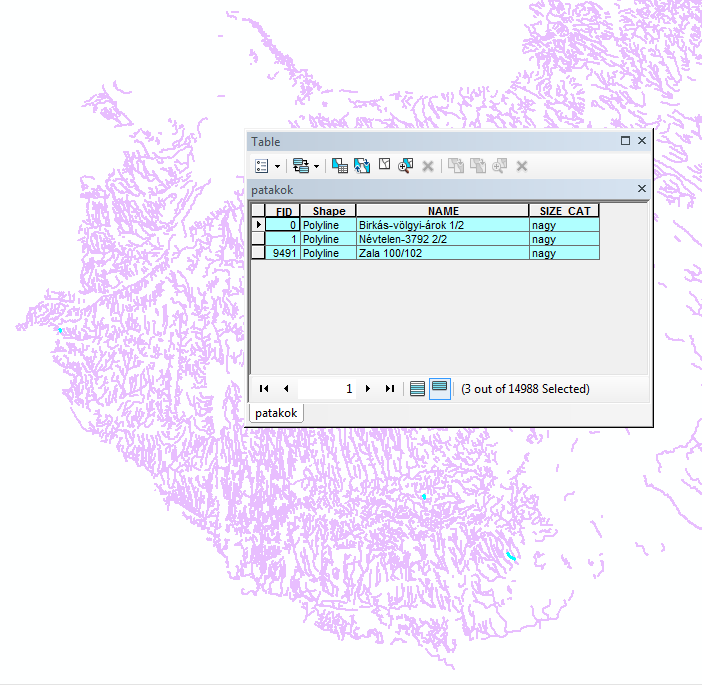 Table
patakok
FID Shape NAME SIZE_CAT
0 Polyline Birkás-völgyi-árok 1/2 nagy
1 Polyline Névtelen-3792 2/2 nagy
9491 Polyline Zala 100/102 nagy
1 (3 out of 14988 Selected)
patakok